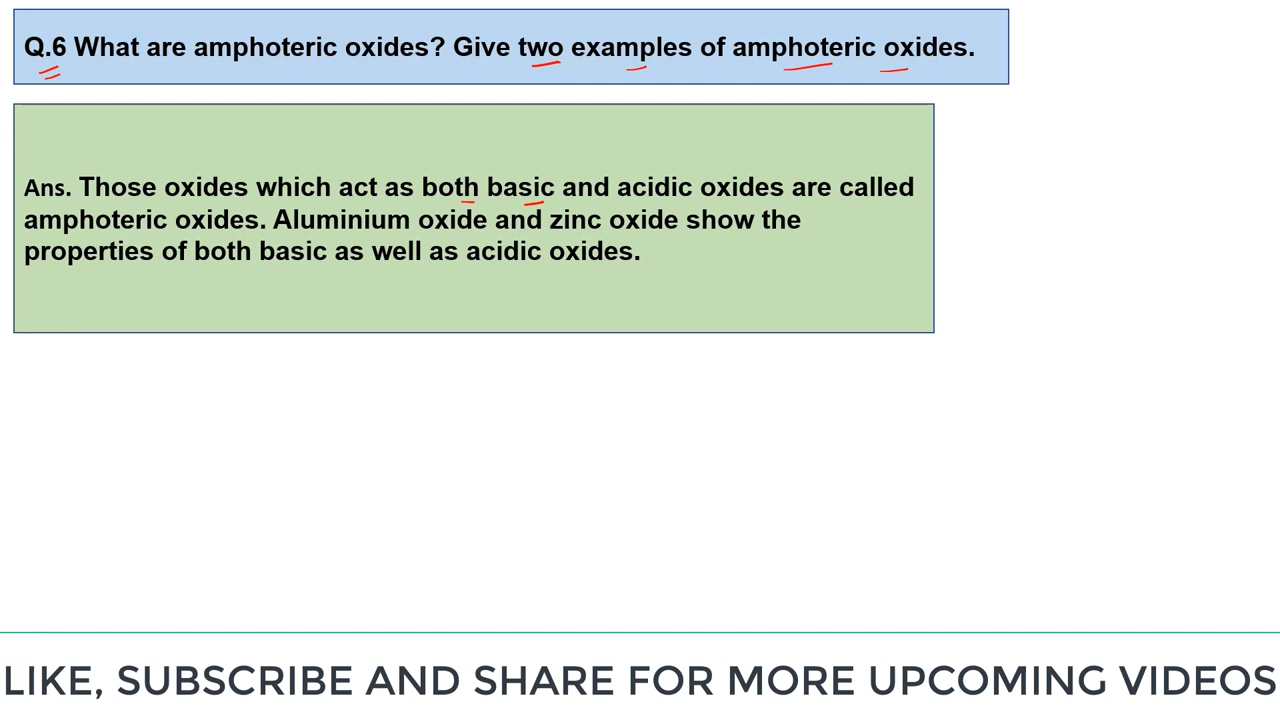 Q.6 What are amphoteric oxides? Give two examples of amphoteric oxides.
Ans. Those oxides which act as both basic and acidic oxides are called
amphoteric oxides. Aluminium oxide and zinc oxide show the
properties of both basic as well as acidic oxides.
LIKE, SUBSCRIBE AND SHARE FOR MORE UPCOMING VIDEOS